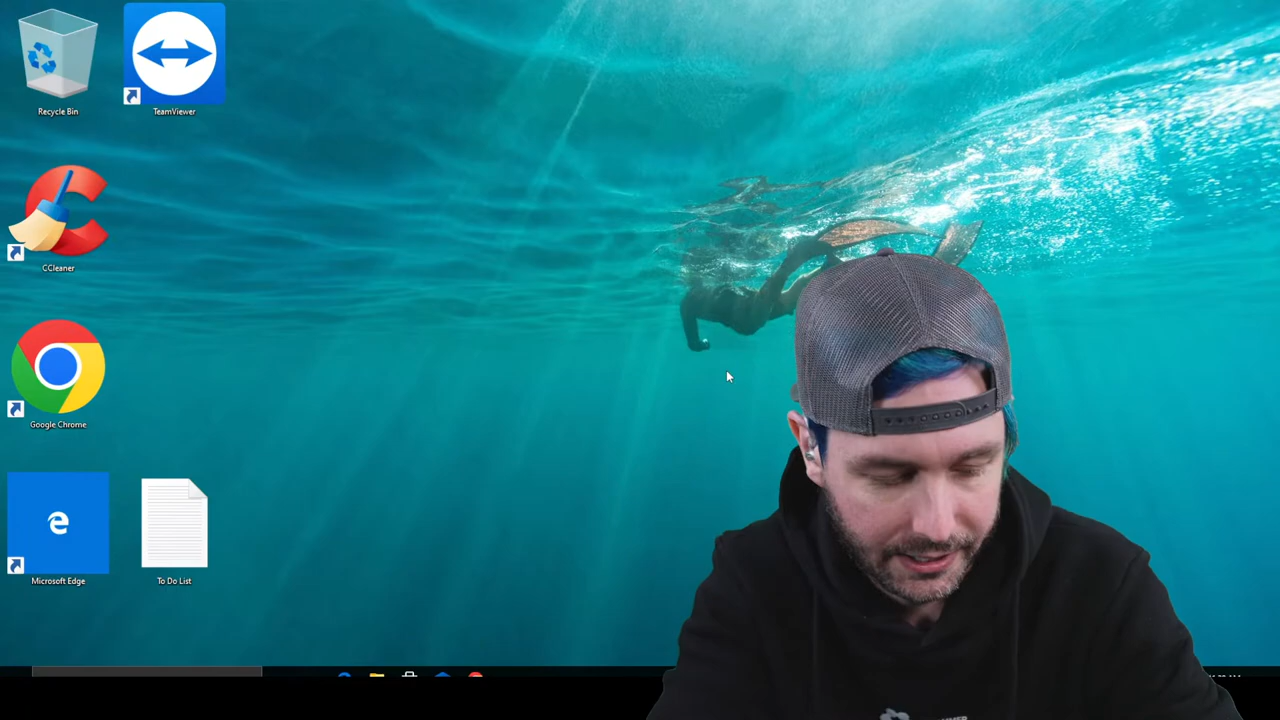 Recycle Bin
TeamViewer
CCleaner
Google Chrome
Microsoft Edge
To Do List